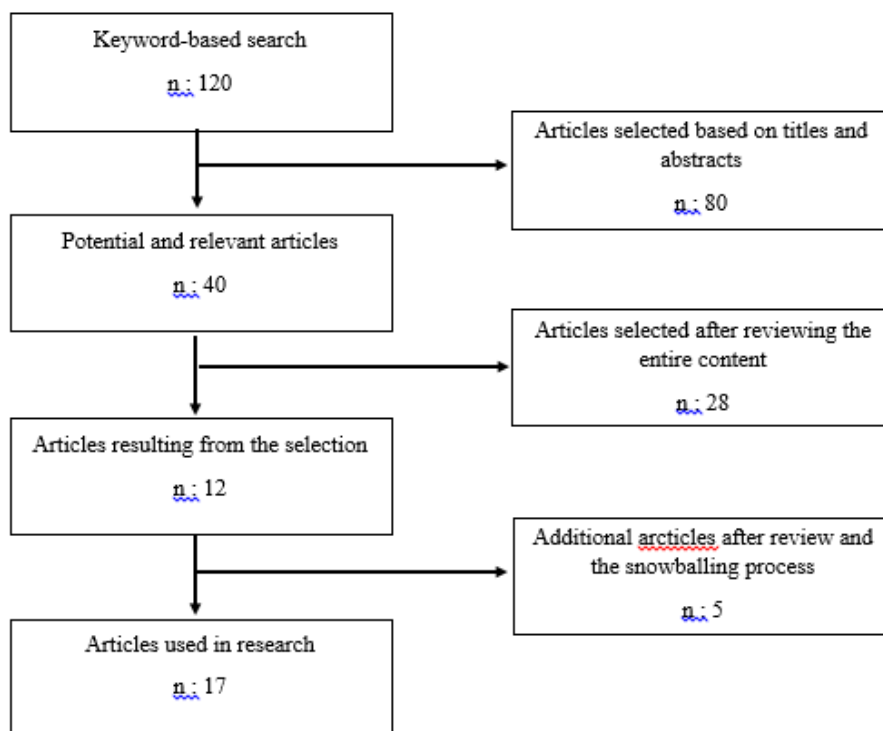 Keyword-based search
n : 120
Articles selected based on titles and
abstracts
n : 80
Potential and relevant articles
n : 40
Articles selected after reviewing the
entire content
n : 28
Articles resulting from the selection
n : 12
Additional arcticles after review and
the snowballing process
n : 5
Articles used in research
n : 17